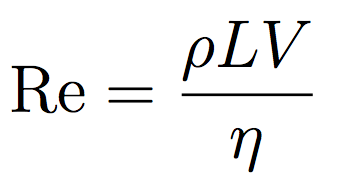 Re = ρLV / η